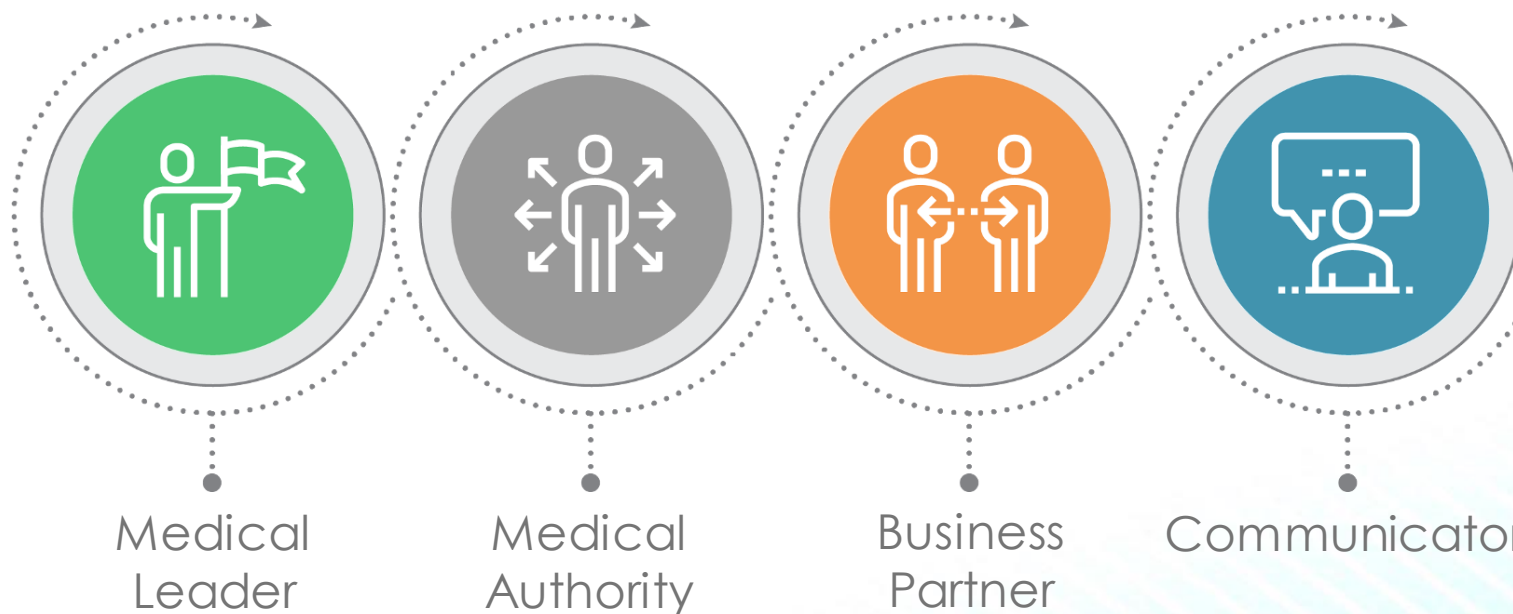 Medical
Leader
Medical
Authority
Business
Partner
Communicator